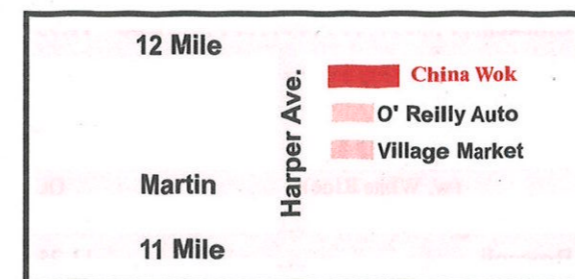 12 Mile
China Wok
O' Reilly Auto
Village Market
Harper Ave.
Martin
11 Mile